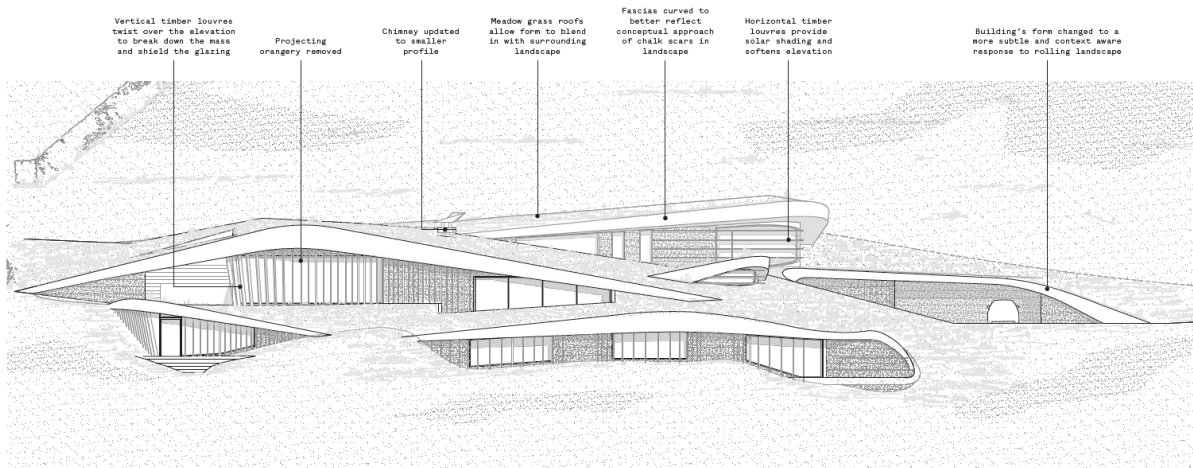 Vertical timber louvres
twist over the elevation
to break down the mass
and shield the glazing
Projecting
orangery removed
Chimney updated
to smaller
profile
Meadow grass roofs
allow form to blend
in with surrounding
landscape
Fascias curved to
better reflect
conceptual approach
of chalk scars in
landscape
Horizontal timber
louvres provide
solar shading and
softens elevation
Building's form changed to a
more subtle and context aware
response to rolling landscape